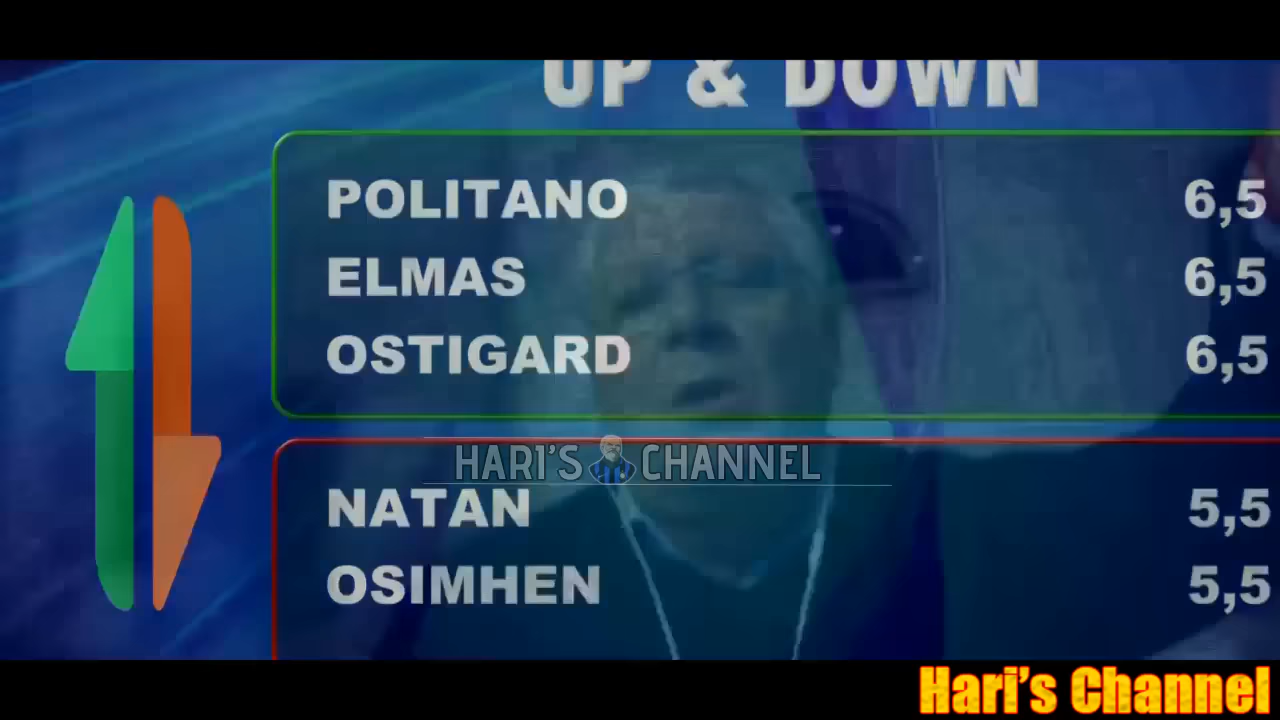 UP & DOWN
POLITANO 6,5
ELMAS 6,5
OSTIGARD 6,5
HARI'S CHANNEL
NATAN 5,5
OSIMHEN 5,5
Hari's Channel